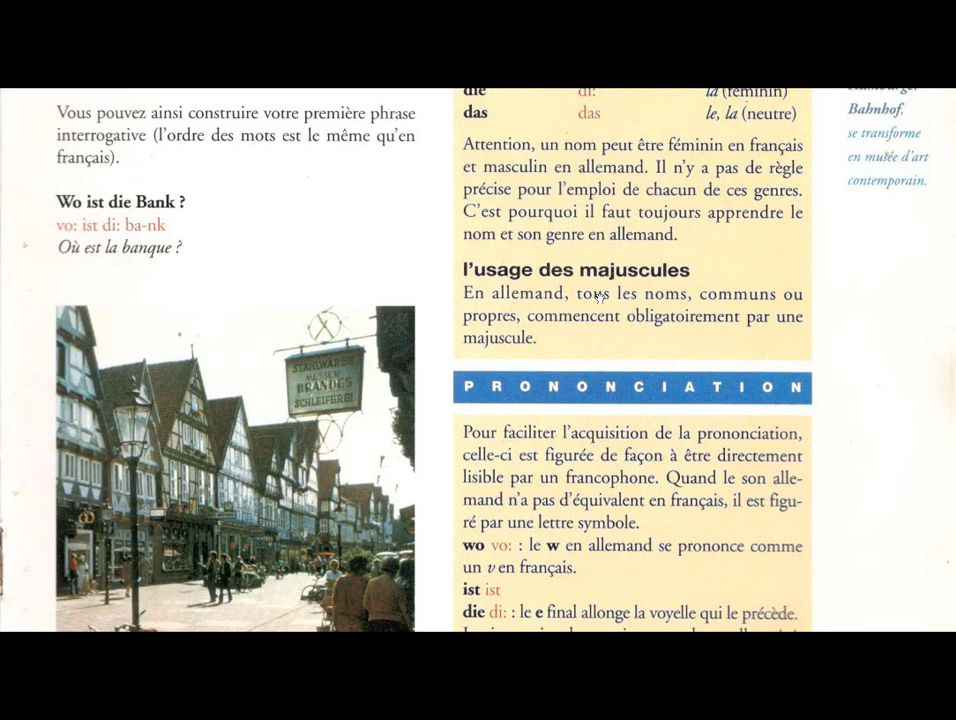 Vous pouvez ainsi construire votre première phrase
interrogative (l'ordre des mots est le même qu'en
français).
Wo ist die Bank ?
vo: ist di: ba-nk
Où est la banque ?
STAHLWAREN
MESSER
BRANDES
SCHLEIFEREI
die di: la (féminin)
das das le, la (neutre)
Attention, un nom peut être féminin en français
et masculin en allemand. Il n'y a pas de règle
précise pour l'emploi de chacun de ces genres.
C'est pourquoi il faut toujours apprendre le
nom et son genre en allemand.
l'usage des majuscules
En allemand, tous les noms, communs ou
propres, commencent obligatoirement par une
majuscule.
PRONONCIATION
Pour faciliter l'acquisition de la prononciation,
celle-ci est figurée de façon à être directement
lisible par un francophone. Quand le son alle-
mand n'a pas d'équivalent en français, il est figu-
ré par une lettre symbole.
wo vo: : le w en allemand se prononce comme
un v en français.
ist ist
die di: : le e final allonge la voyelle qui le précède.
Bahnhof,
se transforme
en musée d'art
contemporain.